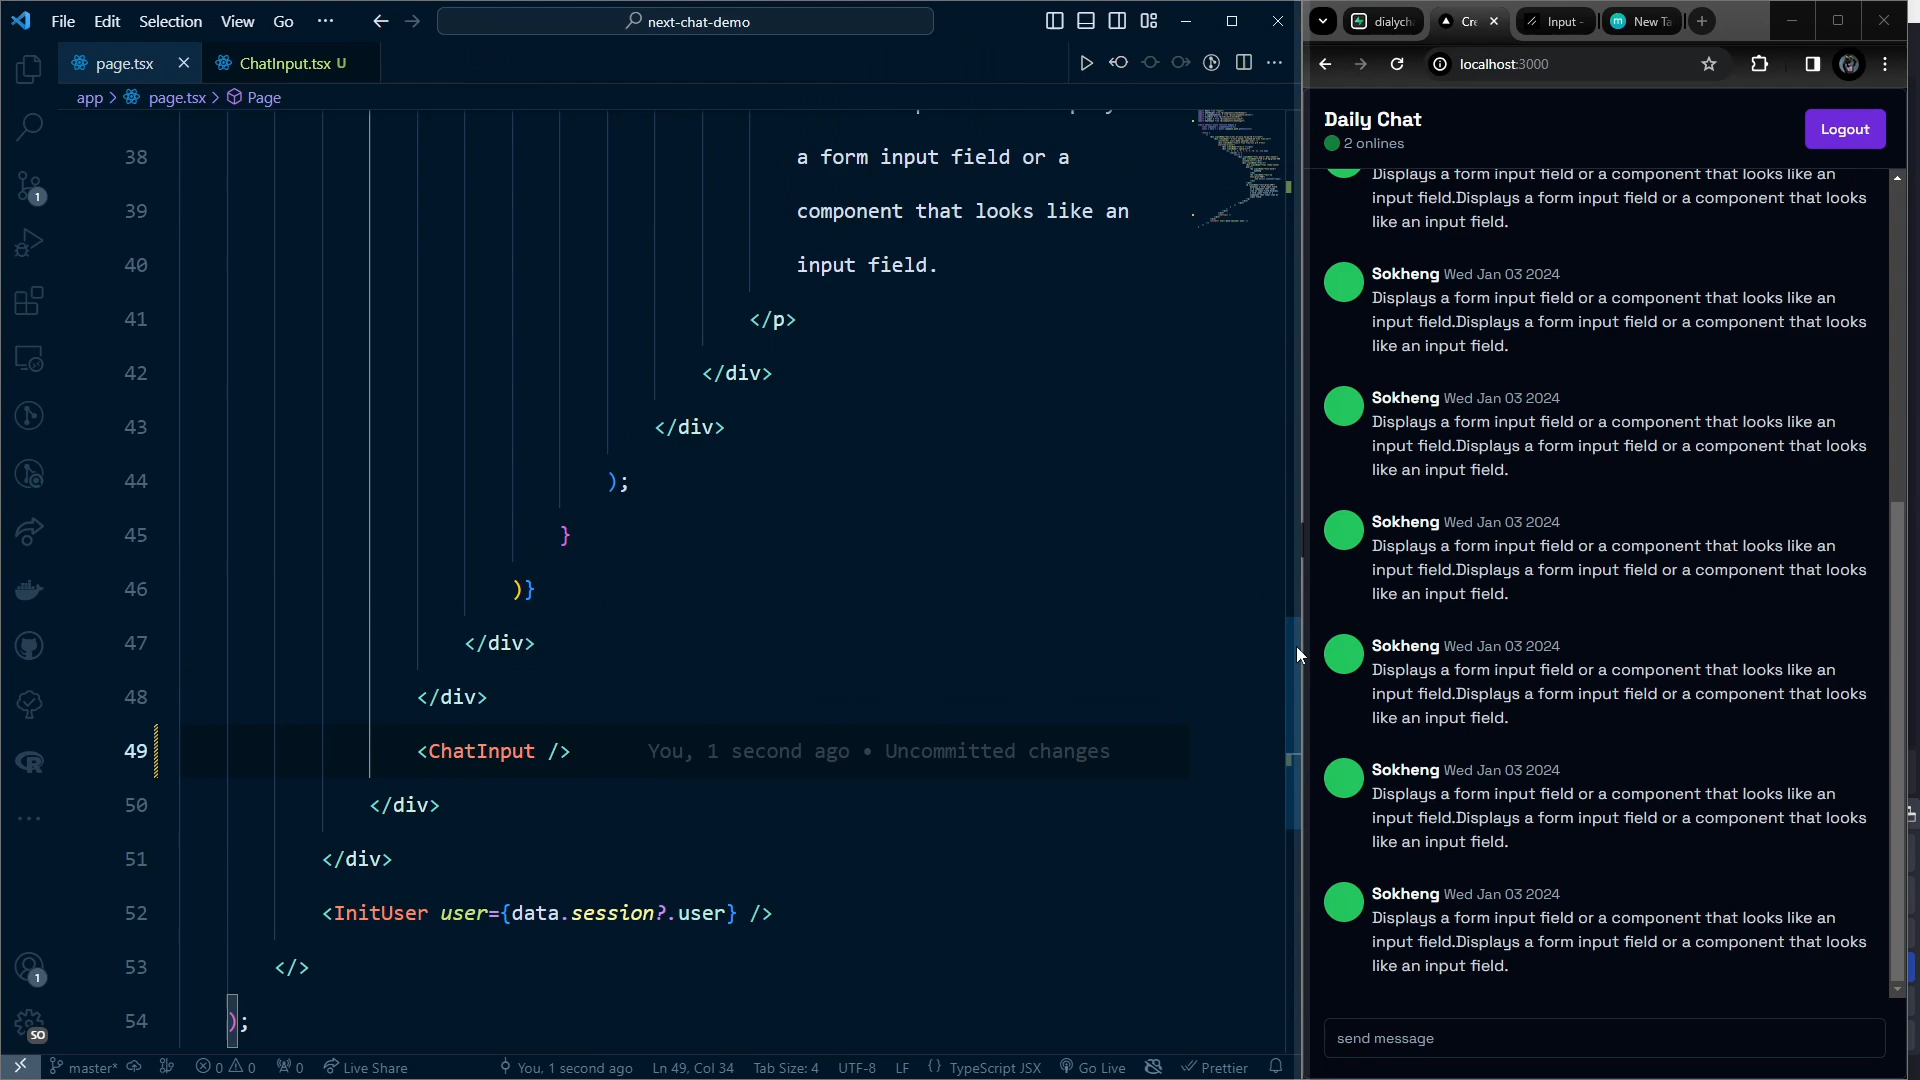 File Edit Selection View Go ··· next-chat-demo
page.tsx ChatInput.tsx U
app > page.tsx > Page
38 a form input field or a
39 component that looks like an
40 input field.
41 </p>
42 </div>
43 </div>
44 );
45 }
46 )}
47 </div>
48 </div>
49 <ChatInput /> You, 1 second ago • Uncommitted changes
50 </div>
51 </div>
52 <InitUser user={data.session?.user} />
53 </>
54 );
1
1
SO
master* 0 0 0 Live Share You, 1 second ago Ln 49, Col 34 Tab Size: 4 UTF-8 LF {} TypeScript JSX Go Live Prettier
dialych Cre Input - New Ta
localhost:3000
Daily Chat
2 onlines
Logout
Displays a form input field or a component that looks like an
input field.Displays a form input field or a component that looks
like an input field.
Sokheng Wed Jan 03 2024
Displays a form input field or a component that looks like an
input field.Displays a form input field or a component that looks
like an input field.
Sokheng Wed Jan 03 2024
Displays a form input field or a component that looks like an
input field.Displays a form input field or a component that looks
like an input field.
Sokheng Wed Jan 03 2024
Displays a form input field or a component that looks like an
input field.Displays a form input field or a component that looks
like an input field.
Sokheng Wed Jan 03 2024
Displays a form input field or a component that looks like an
input field.Displays a form input field or a component that looks
like an input field.
Sokheng Wed Jan 03 2024
Displays a form input field or a component that looks like an
input field.Displays a form input field or a component that looks
like an input field.
Sokheng Wed Jan 03 2024
Displays a form input field or a component that looks like an
input field.Displays a form input field or a component that looks
like an input field.
send message